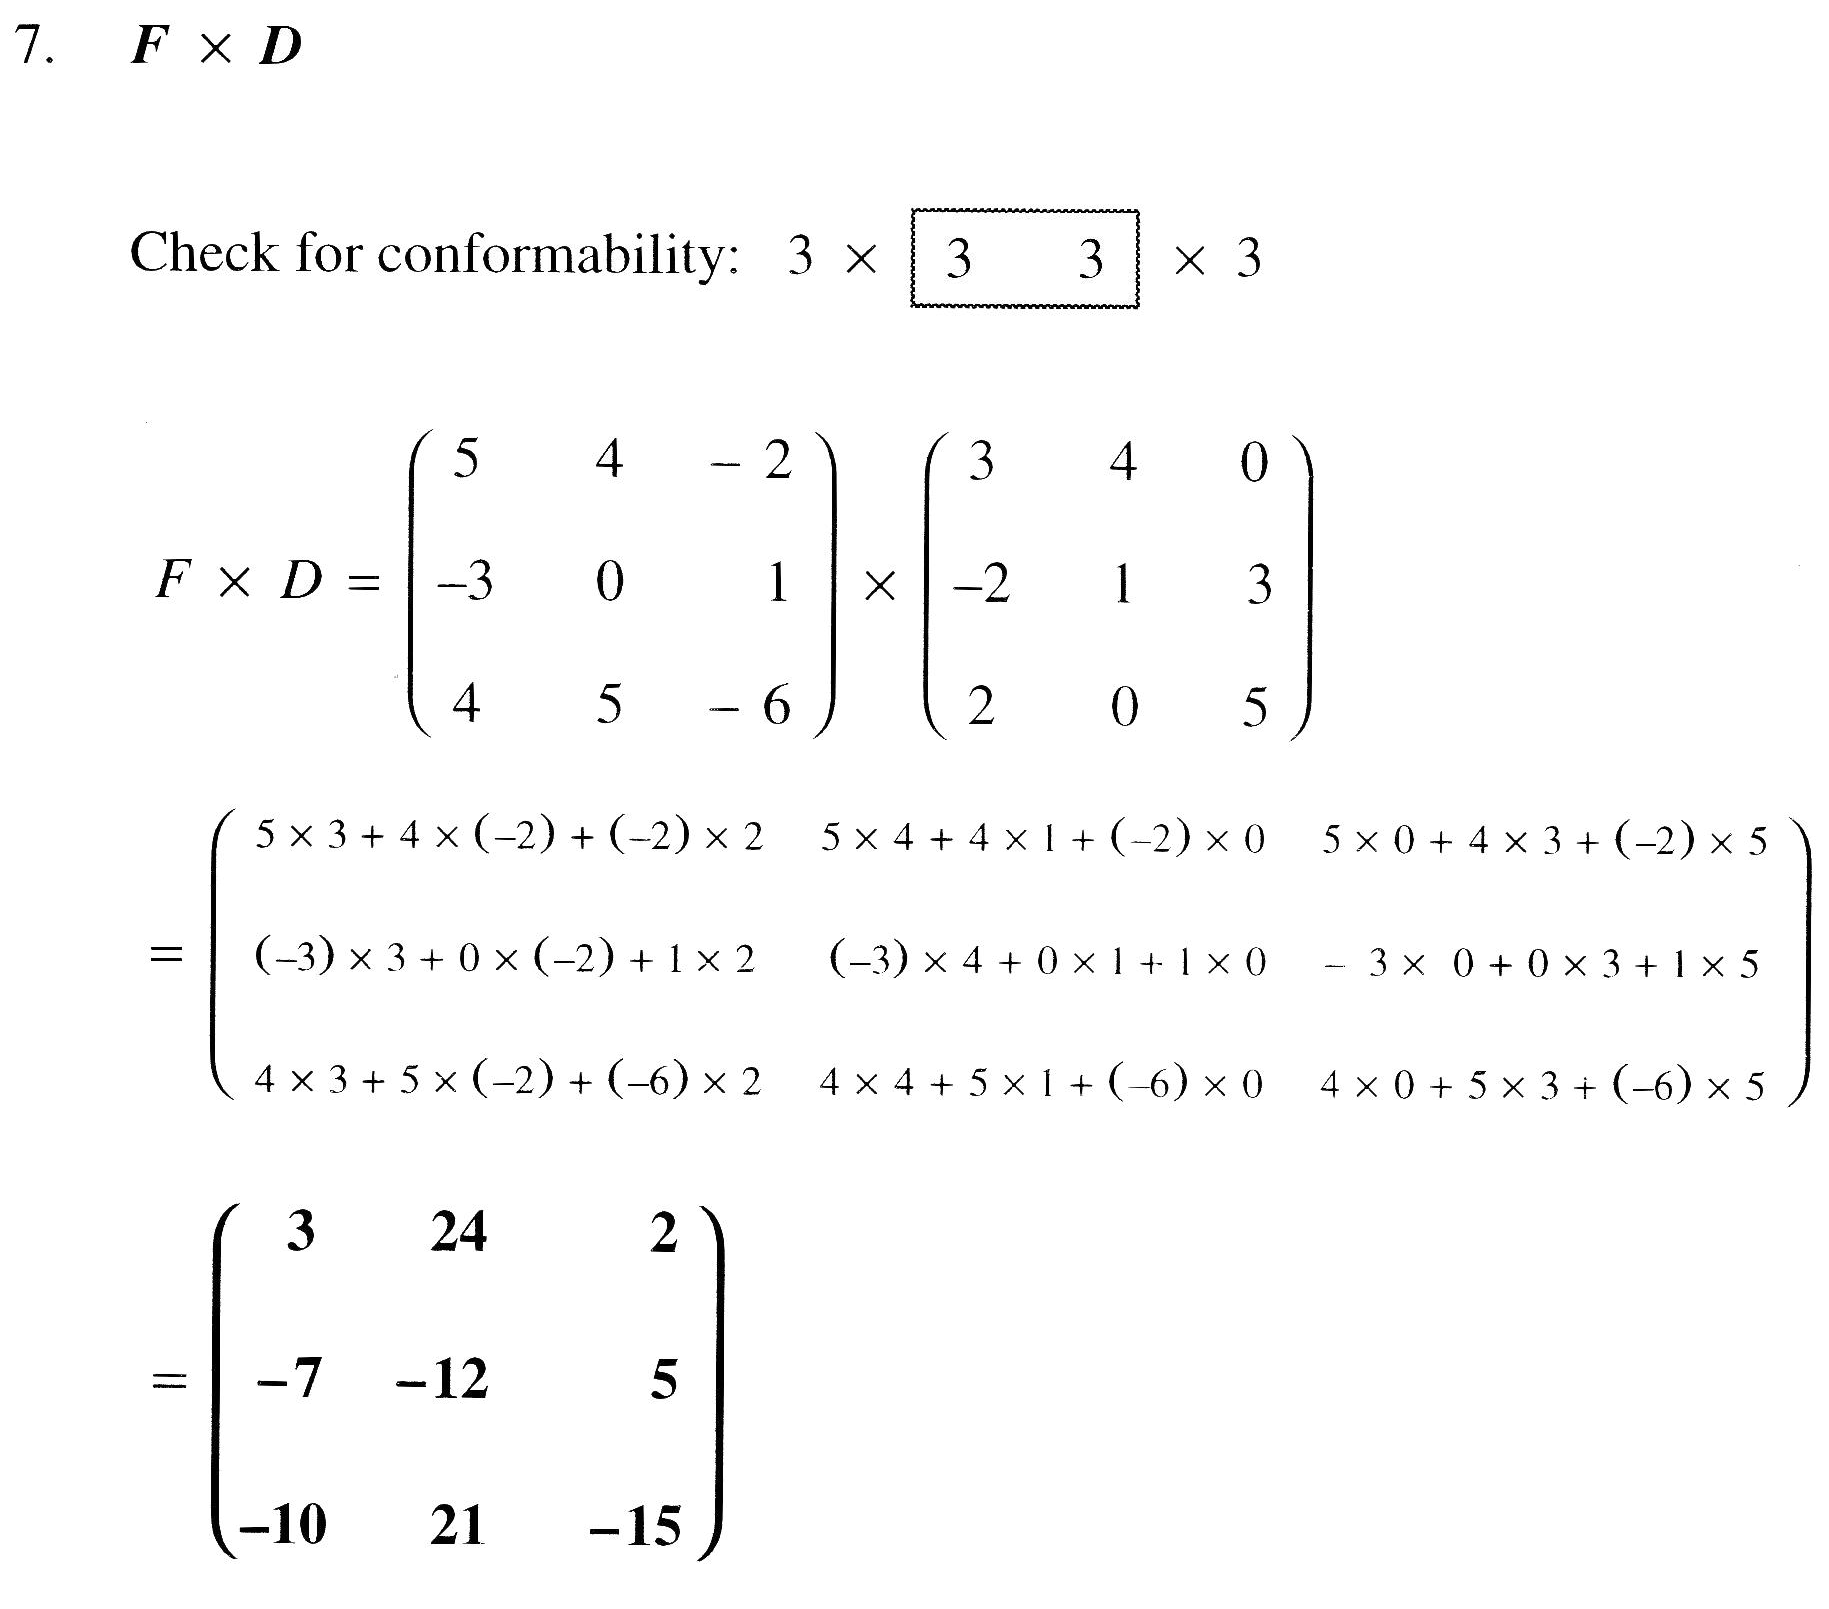 7. F × D
Check for conformability: 3 × 3 3 × 3
5 4 – 2 3 4 0
F × D = –3 0 1 × –2 1 3
4 5 – 6 2 0 5
5 × 3 + 4 × (–2) + (–2) × 2 5 × 4 + 4 × 1 + (–2) × 0 5 × 0 + 4 × 3 + (–2) × 5
= (–3) × 3 + 0 × (–2) + 1 × 2 (–3) × 4 + 0 × 1 + 1 × 0 – 3 × 0 + 0 × 3 + 1 × 5
4 × 3 + 5 × (–2) + (–6) × 2 4 × 4 + 5 × 1 + (–6) × 0 4 × 0 + 5 × 3 + (–6) × 5
3 24 2
= –7 –12 5
–10 21 –15